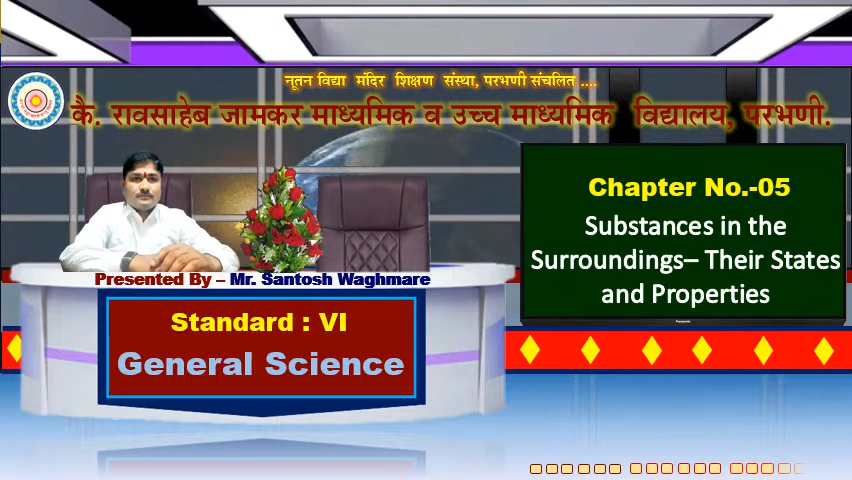 नूतन विद्या मंदिर शिक्षण संस्था, परभणी संचलित ....
कै. रावसाहेब जामकर माध्यमिक व उच्च माध्यमिक विद्यालय, परभणी.
Chapter No.-05
Substances in the
Surroundings– Their States
and Properties
Presented By – Mr. Santosh Waghmare
Standard : VI
General Science
Panasonic